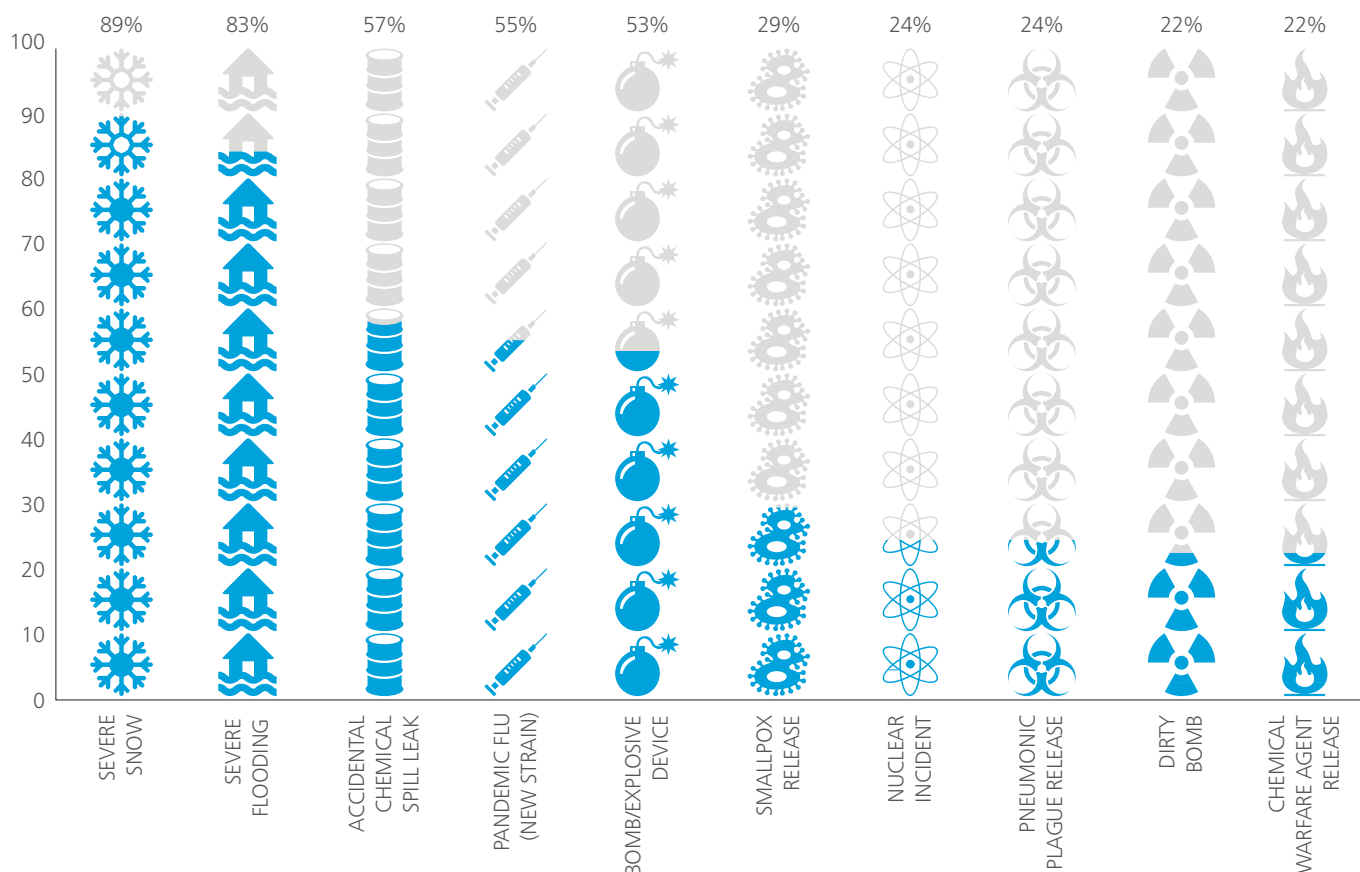 89%
83%
57%
55%
53%
29%
24%
24%
22%
22%
100
90
80
70
60
50
40
30
20
10
0
SEVERE
SNOW
SEVERE
FLOODING
ACCIDENTAL
CHEMICAL
SPILL LEAK
PANDEMIC FLU
(NEW STRAIN)
BOMB/EXPLOSIVE
DEVICE
SMALLPOX
RELEASE
NUCLEAR
INCIDENT
PNEUMONIC
PLAGUE RELEASE
DIRTY
BOMB
CHEMICAL
WARFARE AGENT
RELEASE